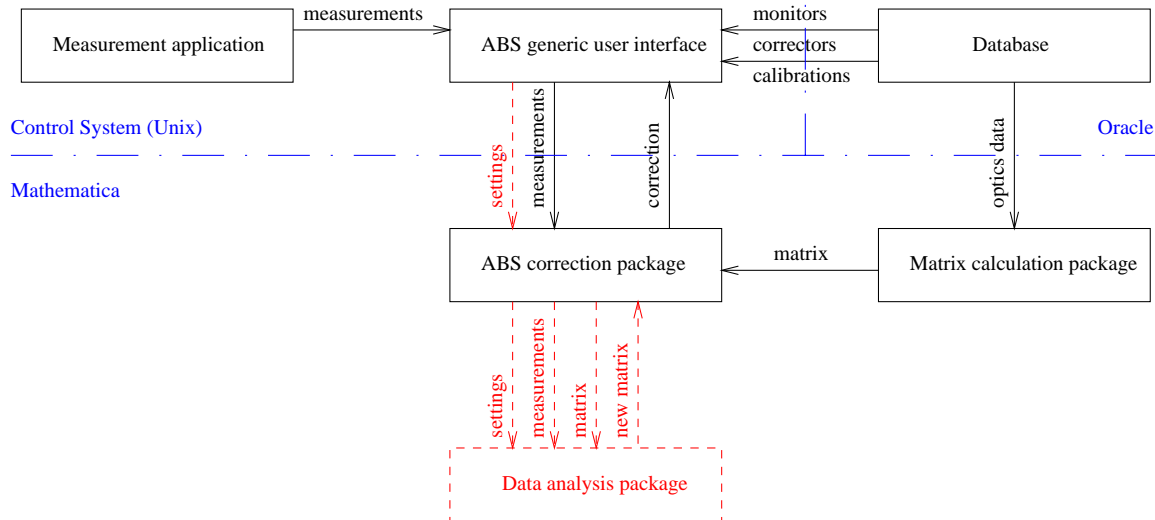 measurements
monitors
Measurement application
ABS generic user interface
correctors
Database
calibrations
Control System (Unix)
Oracle
settings
measurements
correction
optics data
Mathematica
ABS correction package
matrix
Matrix calculation package
settings
measurements
matrix
new matrix
Data analysis package